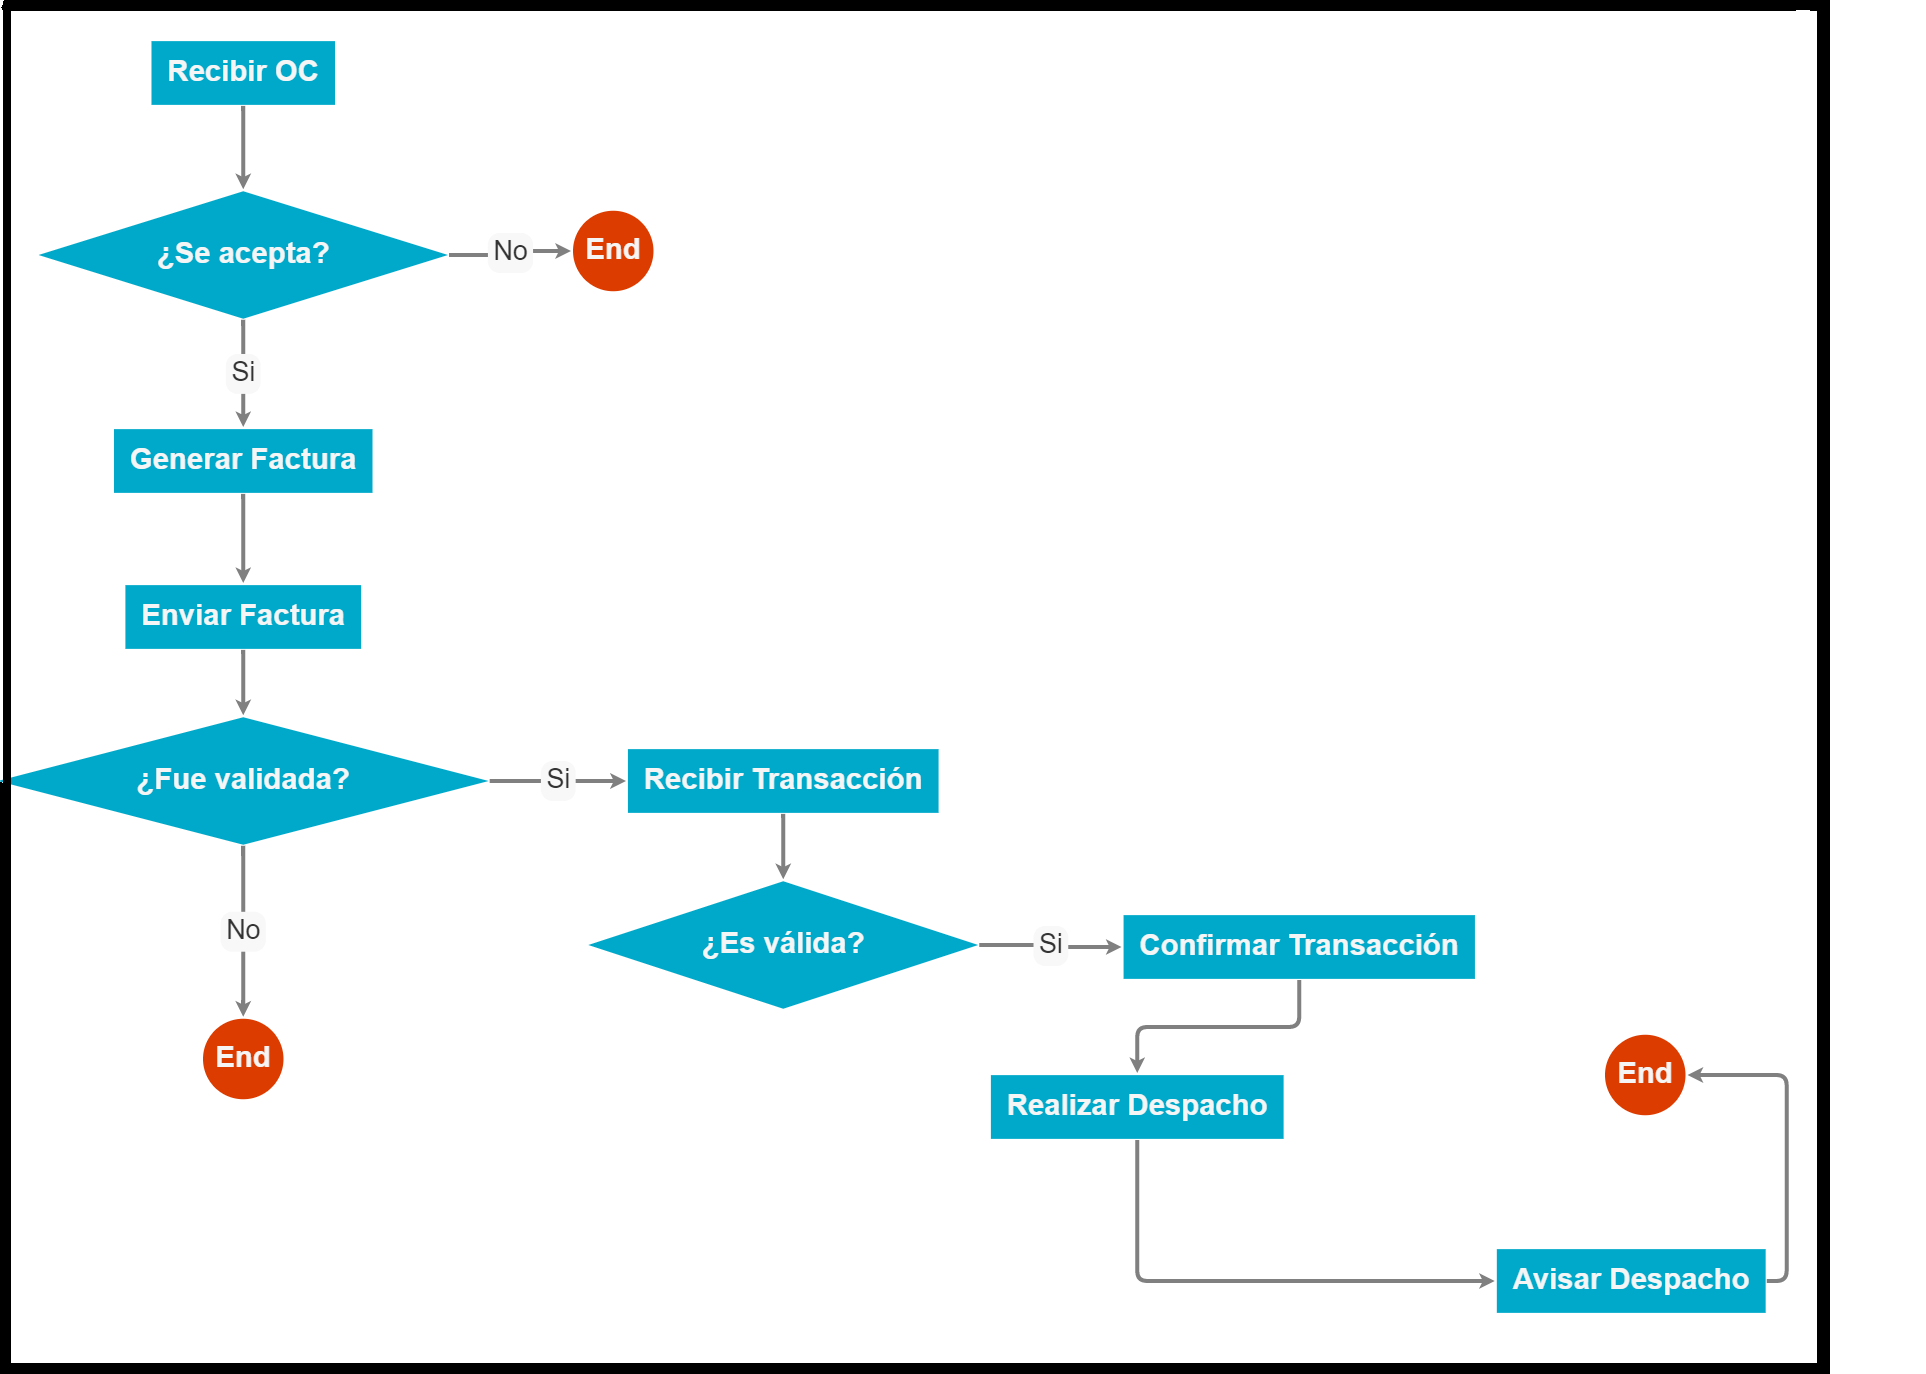 Recibir OC
¿Se acepta?
No
End
Si
Generar Factura
Enviar Factura
¿Fue validada?
Si
Recibir Transacción
No
¿Es válida?
Si
Confirmar Transacción
End
Realizar Despacho
End
Avisar Despacho